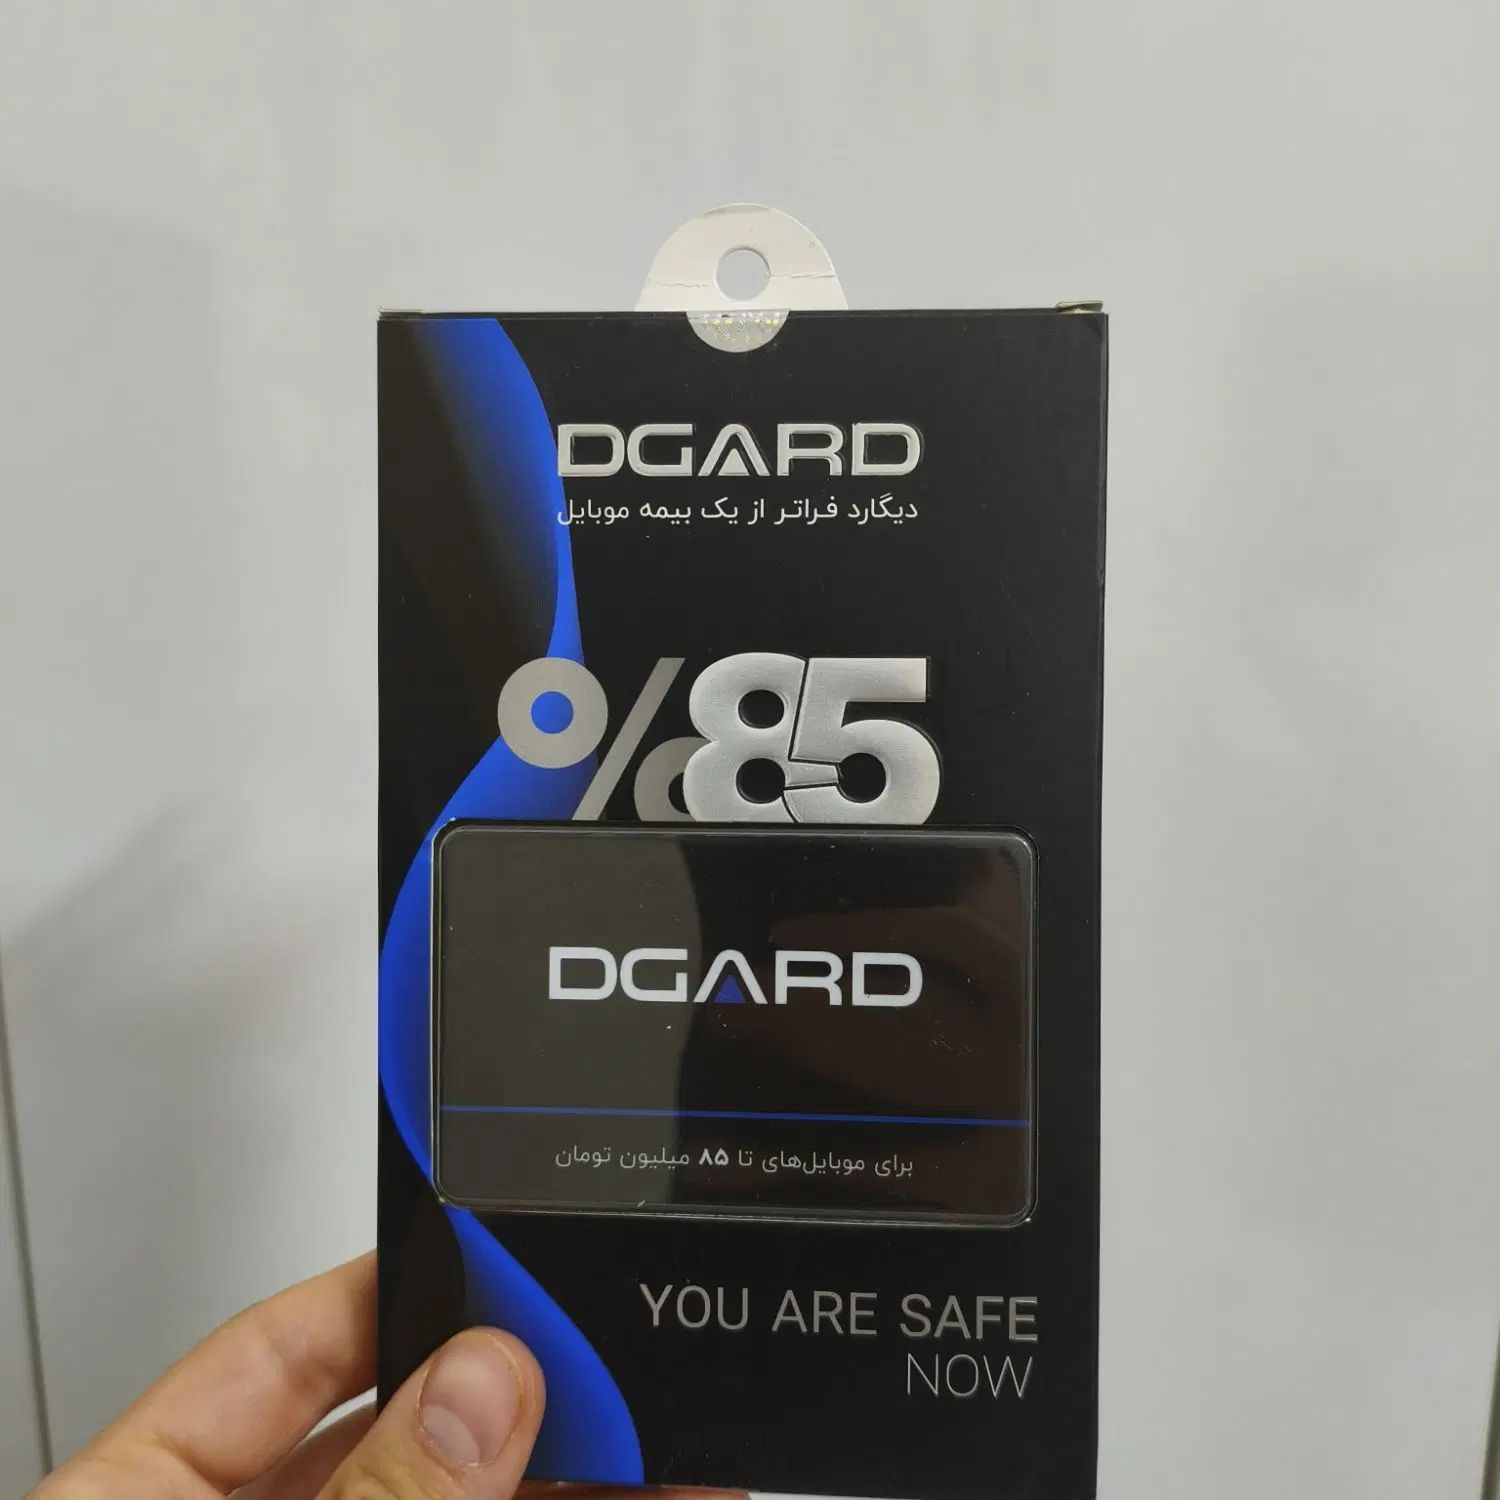 DGARD
دیگارد فراتر از یک بیمه موبایل
%85
DGARD
برای موبایل‌های تا ۸۵ میلیون تومان
YOU ARE SAFE
NOW